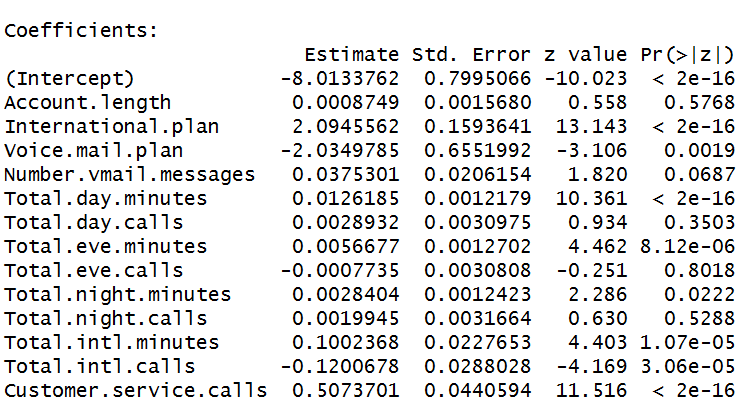 Coefficients:
Estimate Std. Error z value Pr(>|z|)
(Intercept) -8.0133762 0.7995066 -10.023 < 2e-16
Account.length 0.0008749 0.0015680 0.558 0.5768
International.plan 2.0945562 0.1593641 13.143 < 2e-16
Voice.mail.plan -2.0349785 0.6551992 -3.106 0.0019
Number.vmail.messages 0.0375301 0.0206154 1.820 0.0687
Total.day.minutes 0.0126185 0.0012179 10.361 < 2e-16
Total.day.calls 0.0028932 0.0030975 0.934 0.3503
Total.eve.minutes 0.0056677 0.0012702 4.462 8.12e-06
Total.eve.calls -0.0007735 0.0030808 -0.251 0.8018
Total.night.minutes 0.0028404 0.0012423 2.286 0.0222
Total.night.calls 0.0019945 0.0031664 0.630 0.5288
Total.intl.minutes 0.1002368 0.0227653 4.403 1.07e-05
Total.intl.calls -0.1200678 0.0288028 -4.169 3.06e-05
Customer.service.calls 0.5073701 0.0440594 11.516 < 2e-16